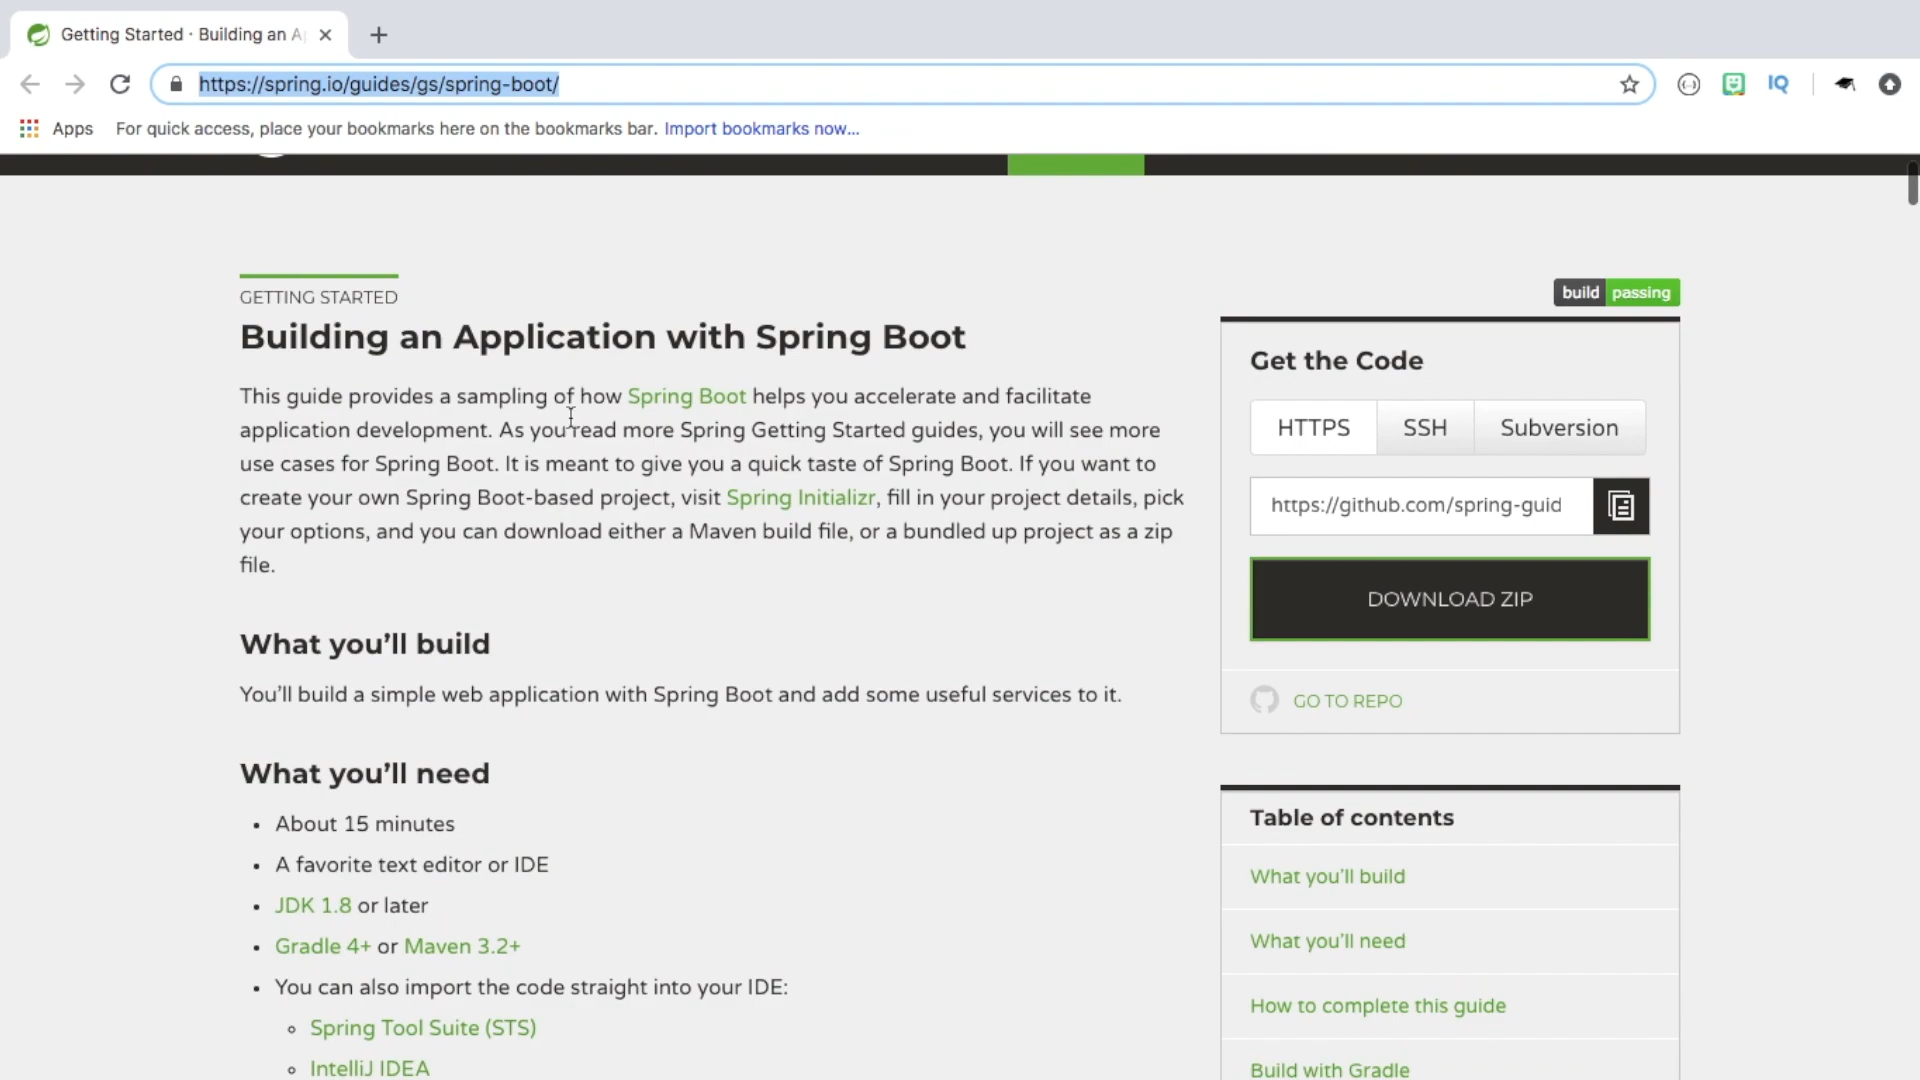 Getting Started · Building an A
https://spring.io/guides/gs/spring-boot/
IQ
Apps For quick access, place your bookmarks here on the bookmarks bar. Import bookmarks now...
GETTING STARTED
Building an Application with Spring Boot
This guide provides a sampling of how Spring Boot helps you accelerate and facilitate
application development. As you read more Spring Getting Started guides, you will see more
use cases for Spring Boot. It is meant to give you a quick taste of Spring Boot. If you want to
create your own Spring Boot-based project, visit Spring Initializr, fill in your project details, pick
your options, and you can download either a Maven build file, or a bundled up project as a zip
file.
What you’ll build
You’ll build a simple web application with Spring Boot and add some useful services to it.
What you’ll need
• About 15 minutes
• A favorite text editor or IDE
• JDK 1.8 or later
• Gradle 4+ or Maven 3.2+
• You can also import the code straight into your IDE:
◦ Spring Tool Suite (STS)
◦ IntelliJ IDEA
build passing
Get the Code
HTTPS SSH Subversion
https://github.com/spring-guid
DOWNLOAD ZIP
GO TO REPO
Table of contents
What you’ll build
What you’ll need
How to complete this guide
Build with Gradle